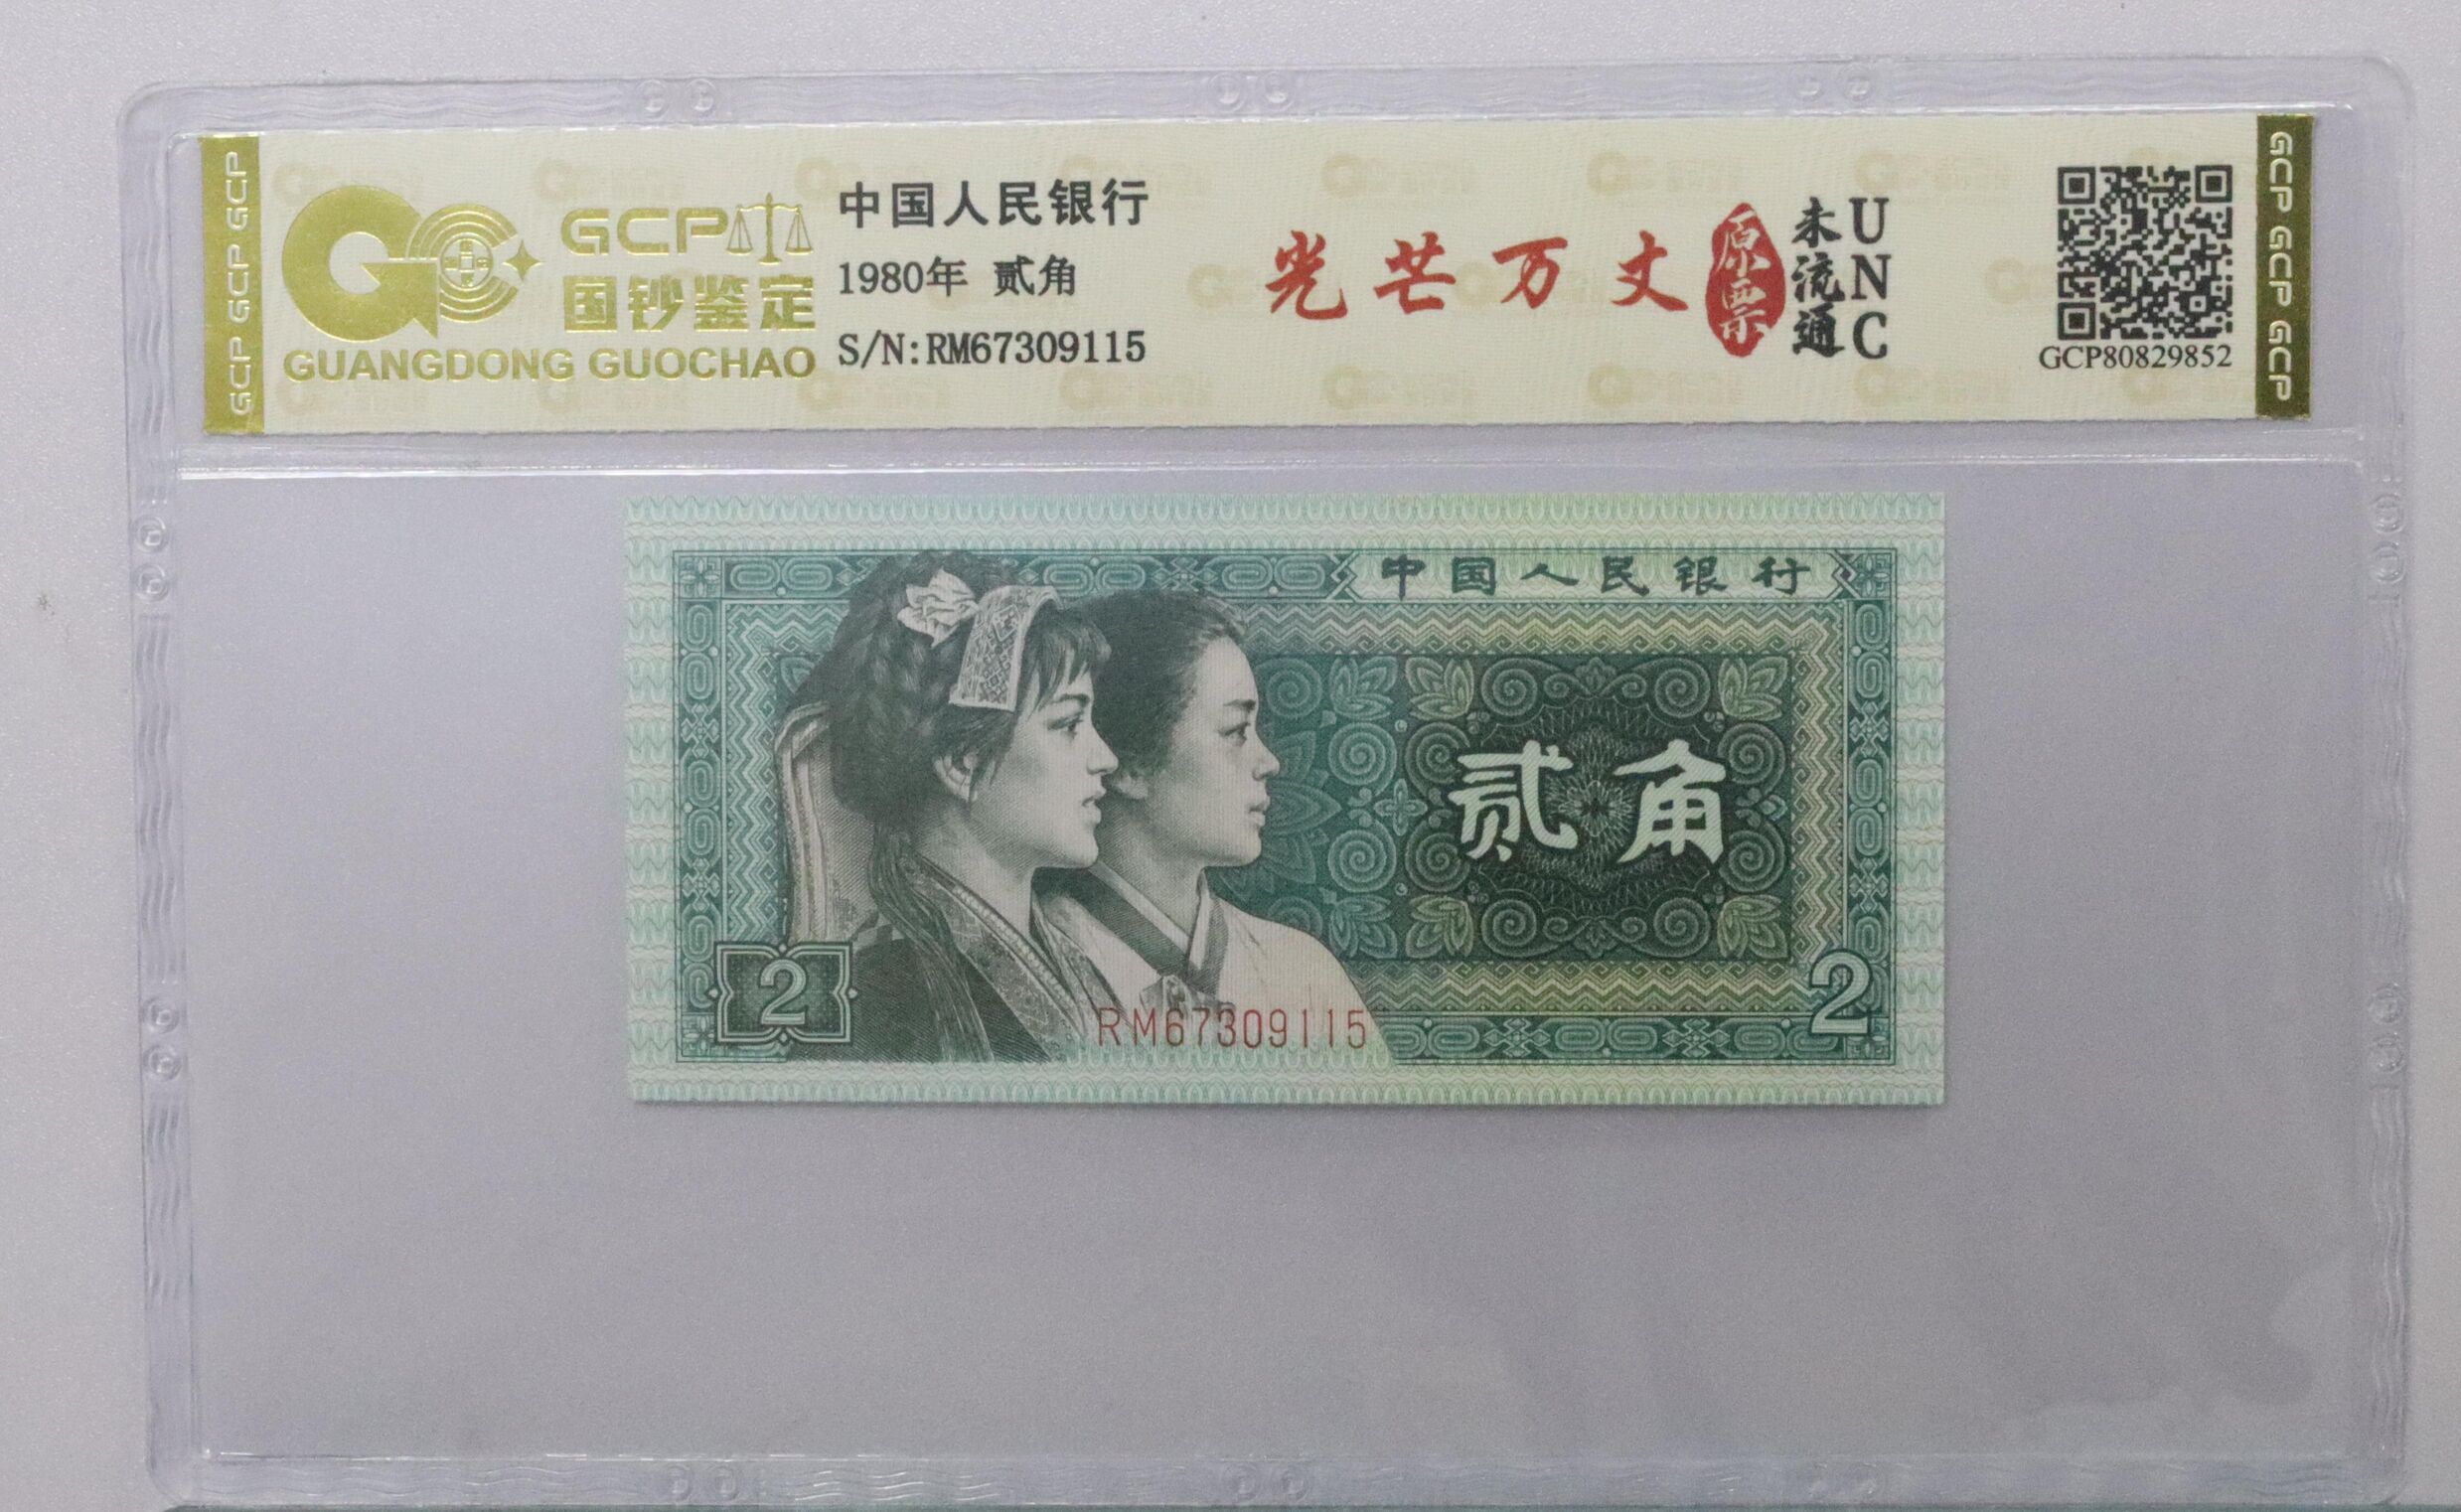 GCP GCP GCP
GCP
国钞鉴定
GUANGDONG GUOCHAO
中国人民银行
1980年 贰角
S/N:RM67309115
光芒万丈
原票
未流通
UNC
GCP80829852
GCP GCP GCP
中国人民银行
贰角
2
2
RM67309115